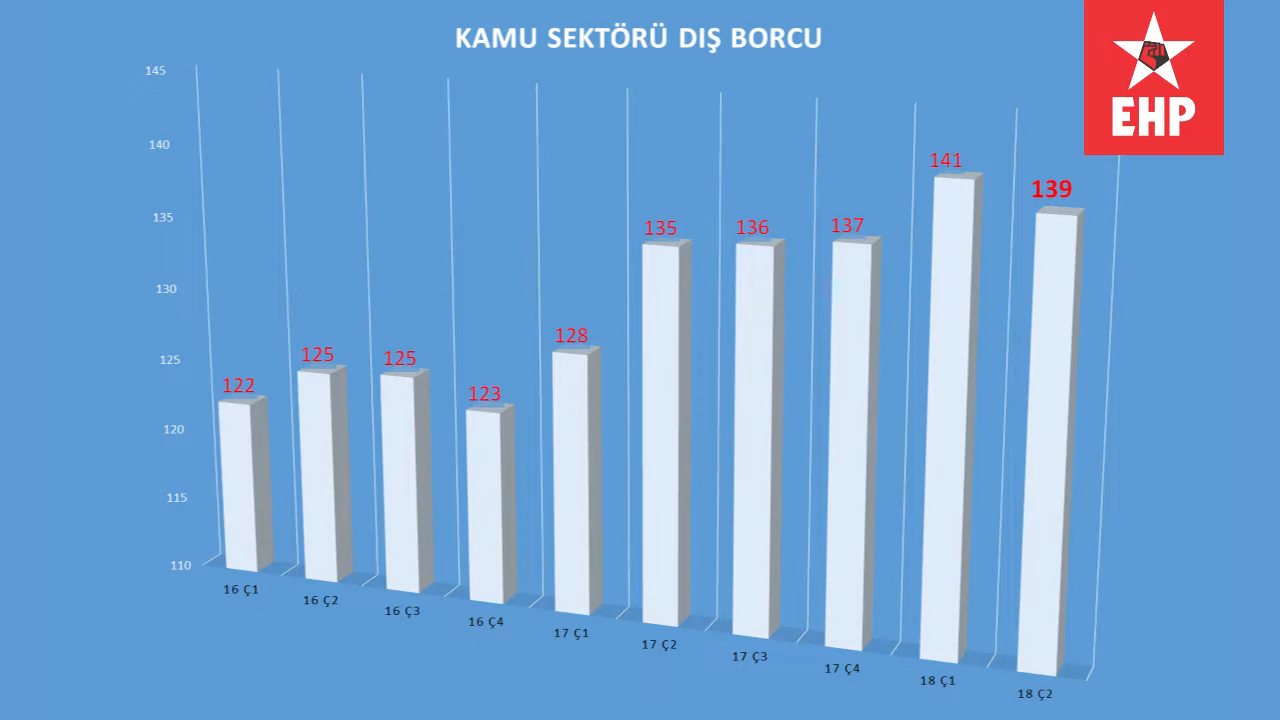 KAMU SEKTÖRÜ DIŞ BORCU
EHP
145
140
135
130
125
120
115
110
122
125
125
123
128
135
136
137
141
139
16 Ç1
16 Ç2
16 Ç3
16 Ç4
17 Ç1
17 Ç2
17 Ç3
17 Ç4
18 Ç1
18 Ç2